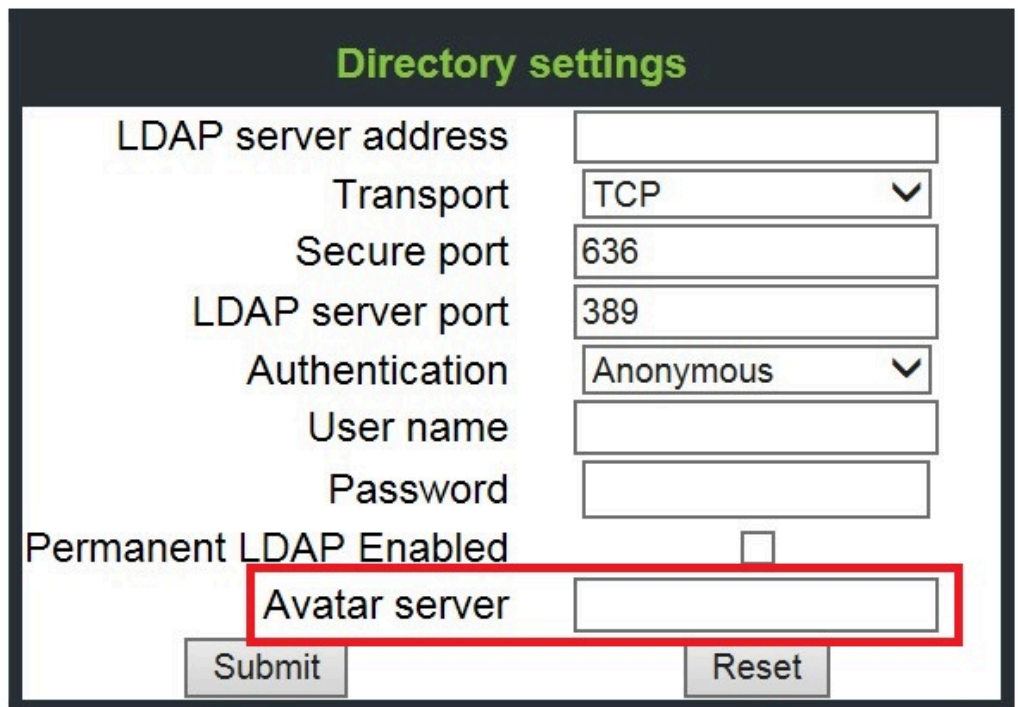 Directory settings
LDAP server address
Transport TCP
Secure port 636
LDAP server port 389
Authentication Anonymous
User name
Password
Permanent LDAP Enabled
Avatar server
Submit Reset